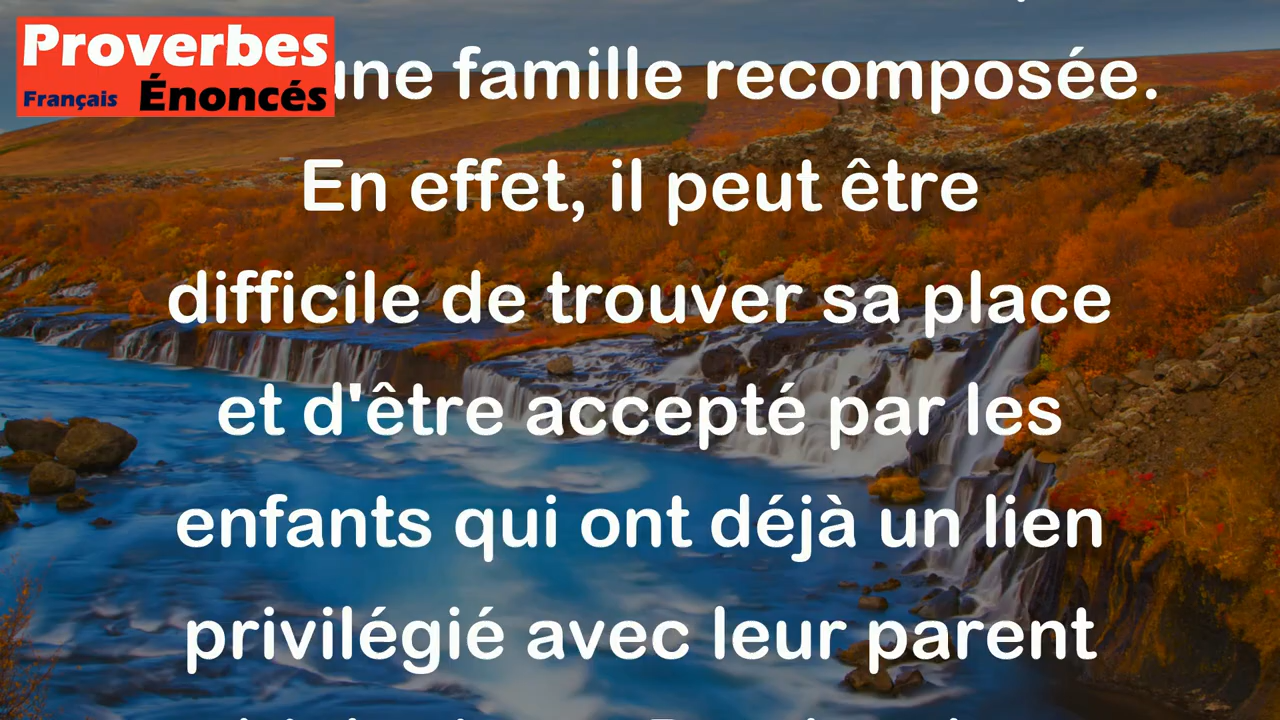 Proverbes
Français Énoncés
une famille recomposée.
En effet, il peut être
difficile de trouver sa place
et d'être accepté par les
enfants qui ont déjà un lien
privilégié avec leur parent